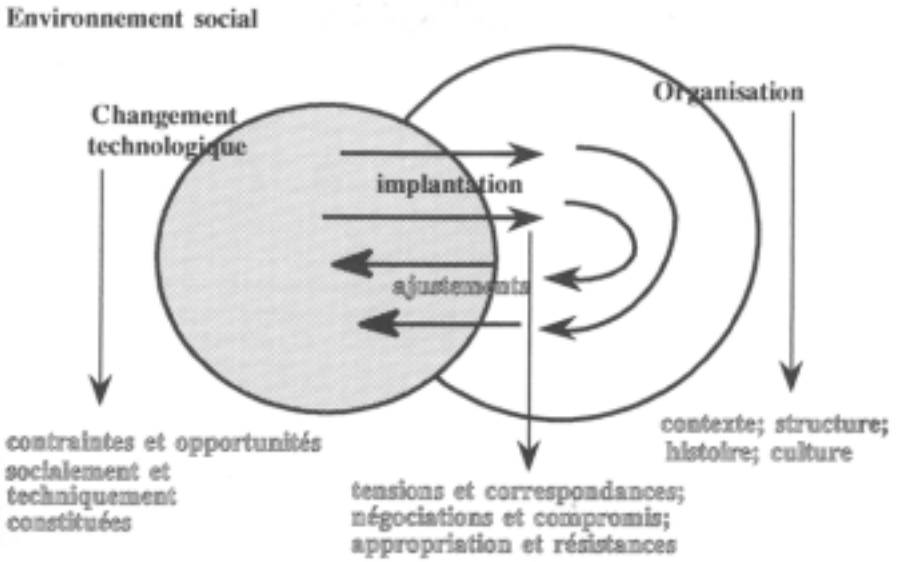 Environnement social
Organisation
Changement
technologique
implantation
ajustements
contraintes et opportunités
socialement et
techniquement
constituées
contexte; structure;
histoire; culture
tensions et correspondances;
négociations et compromis;
appropriation et résistances